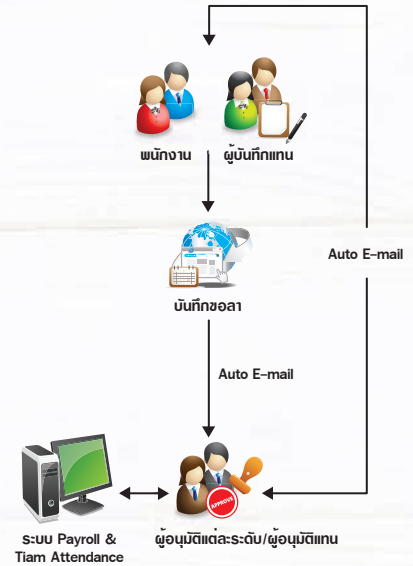 พนักงาน ผู้บันทึกแทน
Auto E-mail
บันทึกขอลา
Auto E-mail
APPROVE
ระบบ Payroll & ผู้อนุมัติแต่ละระดับ/ผู้อนุมัติแทน
Tiam Attendance